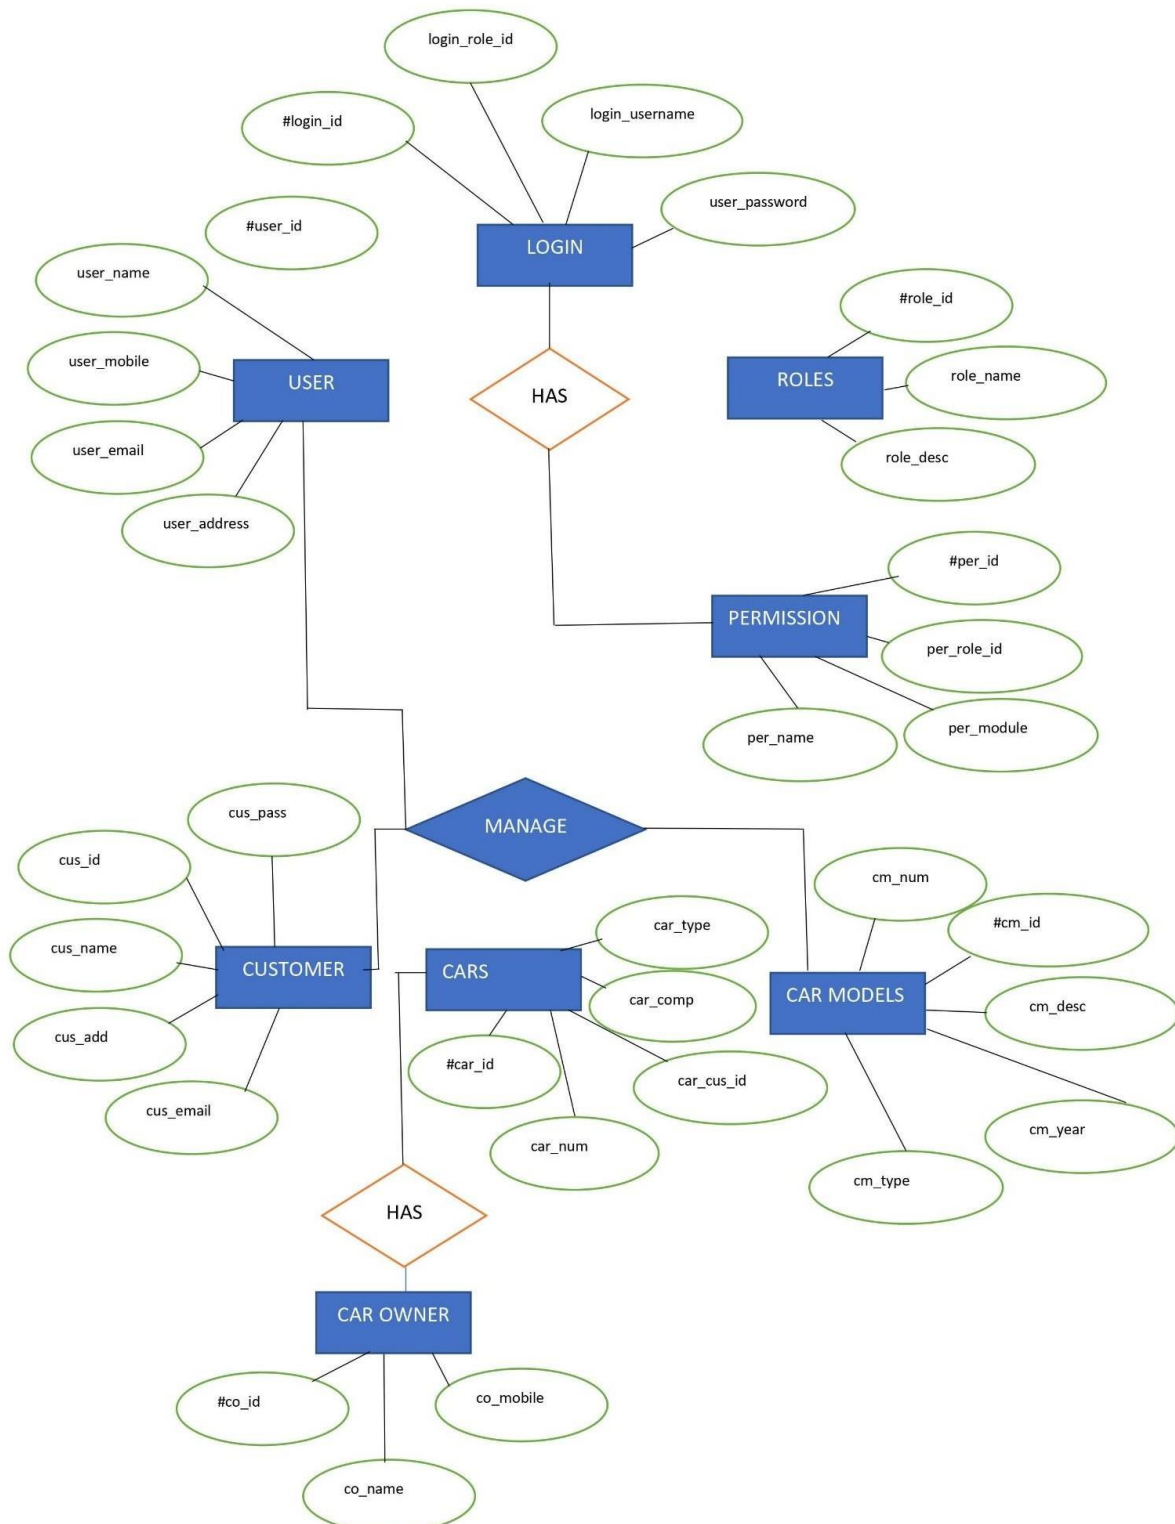 login_role_id
#login_id
login_username
user_password
#user_id
LOGIN
user_name
#role_id
user_mobile
USER
HAS
ROLES
role_name
user_email
role_desc
user_address
#per_id
PERMISSION
per_role_id
per_name
per_module
cus_pass
MANAGE
cus_id
cm_num
car_type
#cm_id
cus_name
CUSTOMER
CARS
car_comp
CAR MODELS
cm_desc
cus_add
#car_id
car_cus_id
cus_email
car_num
cm_year
cm_type
HAS
CAR OWNER
#co_id
co_mobile
co_name